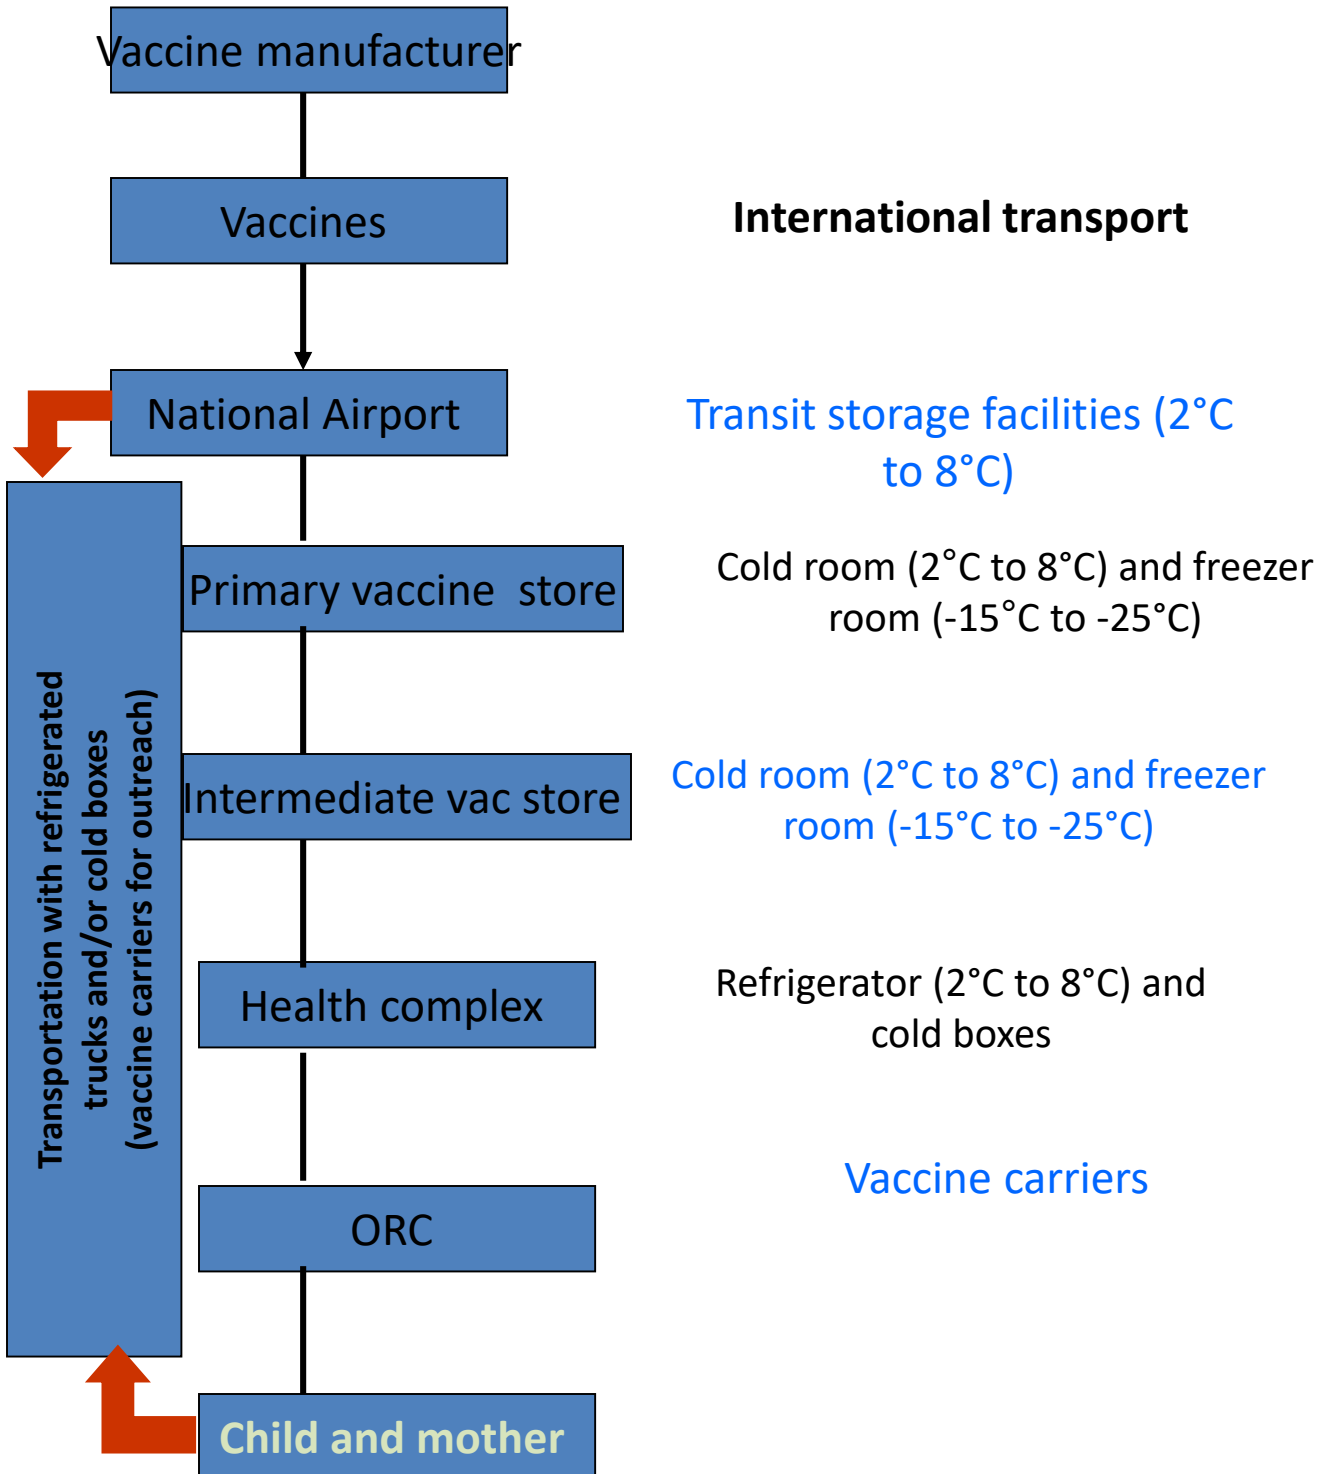 Vaccine manufacturer
Vaccines
International transport
National Airport
Transit storage facilities (2°C
to 8°C)
Primary vaccine  store
Cold room (2°C to 8°C) and freezer
room (-15°C to -25°C)
Transportation with refrigerated
trucks and/or cold boxes
(vaccine carriers for outreach)
Intermediate vac store
Cold room (2°C to 8°C) and freezer
room (-15°C to -25°C)
Health complex
Refrigerator (2°C to 8°C) and
cold boxes
Vaccine carriers
ORC
Child and mother